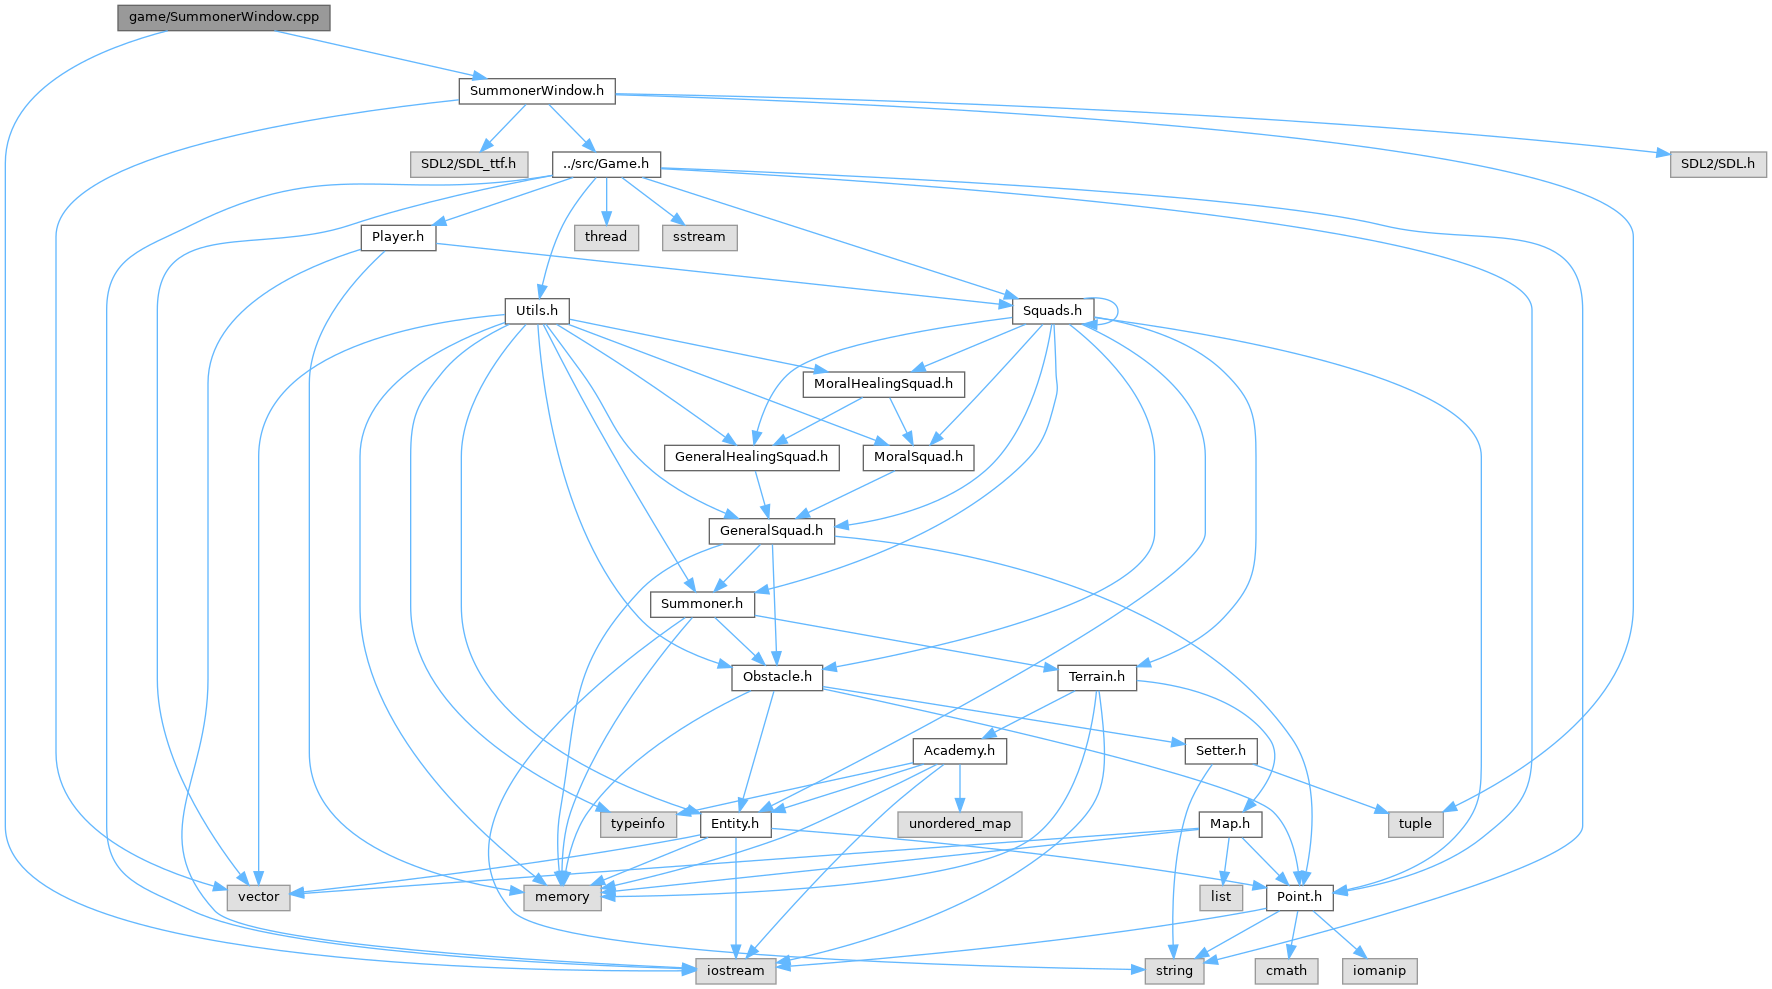 game/SummonerWindow.cpp
SummonerWindow.h
SDL2/SDL_ttf.h
../src/Game.h
SDL2/SDL.h
Player.h
thread
sstream
Utils.h
Squads.h
MoralHealingSquad.h
GeneralHealingSquad.h
MoralSquad.h
GeneralSquad.h
Summoner.h
Obstacle.h
Terrain.h
Academy.h
Setter.h
typeinfo
Entity.h
unordered_map
Map.h
tuple
vector
memory
list
Point.h
iostream
string
cmath
iomanip